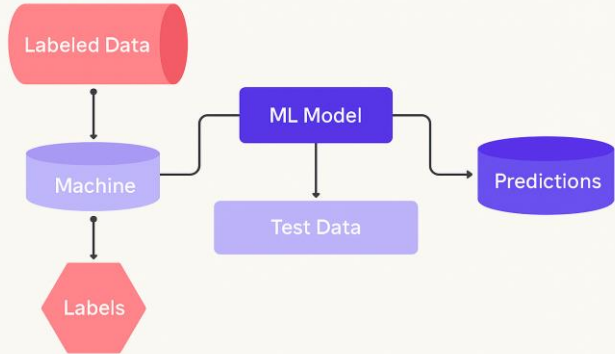 Labeled Data
ML Model
Machine
Predictions
Test Data
Labels